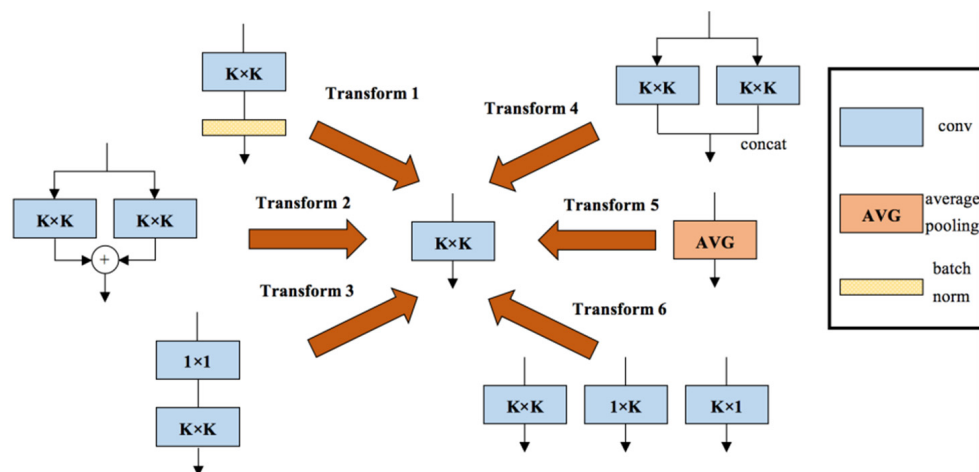 K×K
Transform 1
K×K
K×K
Transform 4
concat
conv
K×K
K×K
Transform 2
+
K×K
Transform 5
AVG
AVG
average
pooling
Transform 3
1×1
K×K
Transform 6
K×K
1×K
K×1
batch
norm